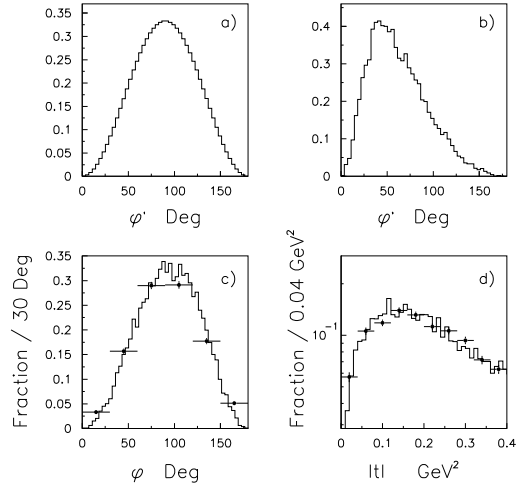 0.35
0.3
0.25
0.2
0.15
0.1
0.05
0
0 50 100 150
a)
φ' Deg
0.4
0.3
0.2
0.1
0
0 50 100 150
b)
φ' Deg
Fraction / 30 Deg
0.35
0.3
0.25
0.2
0.15
0.1
0.05
0
0 50 100 150
c)
φ Deg
Fraction / 0.04 GeV²
10⁻¹
0 0.1 0.2 0.3 0.4
d)
|t| GeV²